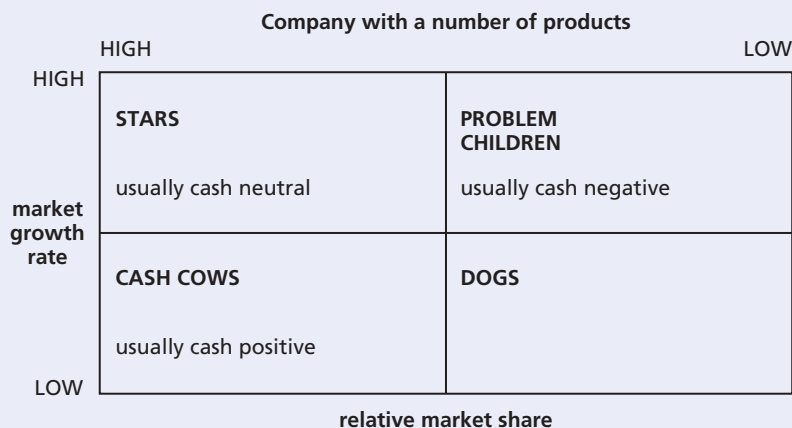 Company with a number of products
HIGH
LOW
HIGH
STARS
PROBLEM
CHILDREN
usually cash neutral
usually cash negative
market
growth
rate
CASH COWS
DOGS
usually cash positive
LOW
relative market share